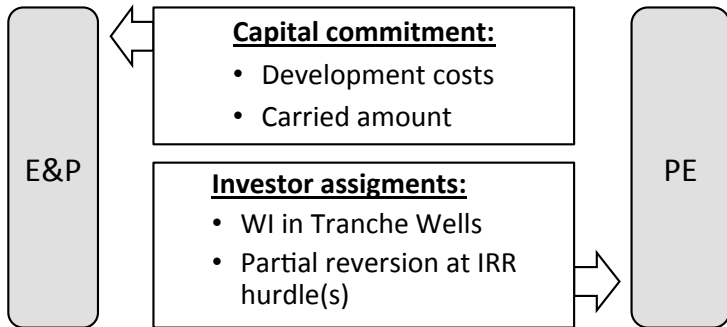 Capital commitment:
• Development costs
• Carried amount
E&P
PE
Investor assigments:
• WI in Tranche Wells
• Partial reversion at IRR
hurdle(s)